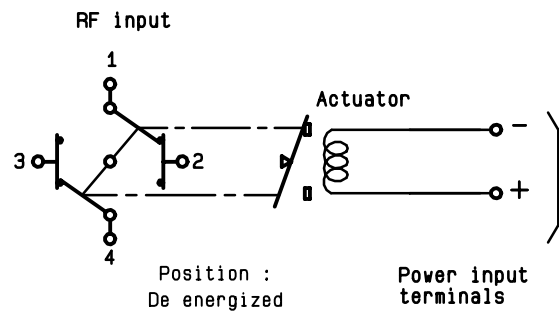 RF input
1
Actuator
−
3
2
+
4
Position :
De energized
Power input
terminals